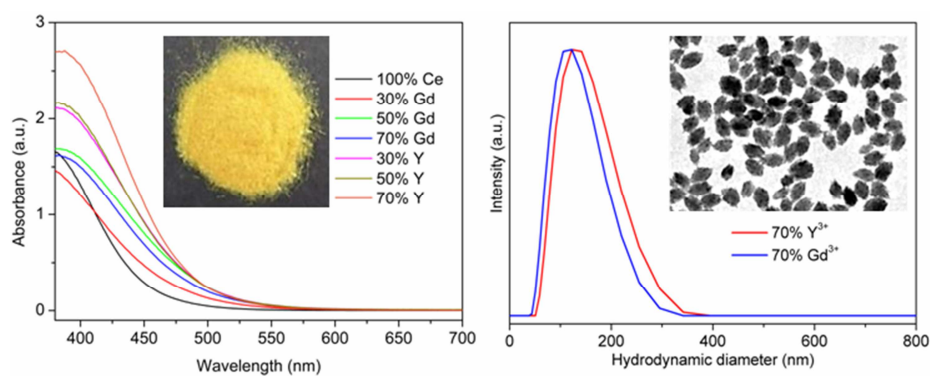 3
2
1
0
Absorbance (a.u.)
400
450
500
550
600
650
700
Wavelength (nm)
100% Ce
30% Gd
50% Gd
70% Gd
30% Y
50% Y
70% Y
Intensity (a.u.)
0
200
400
600
800
Hydrodynamic diameter (nm)
70% Y³⁺
70% Gd³⁺